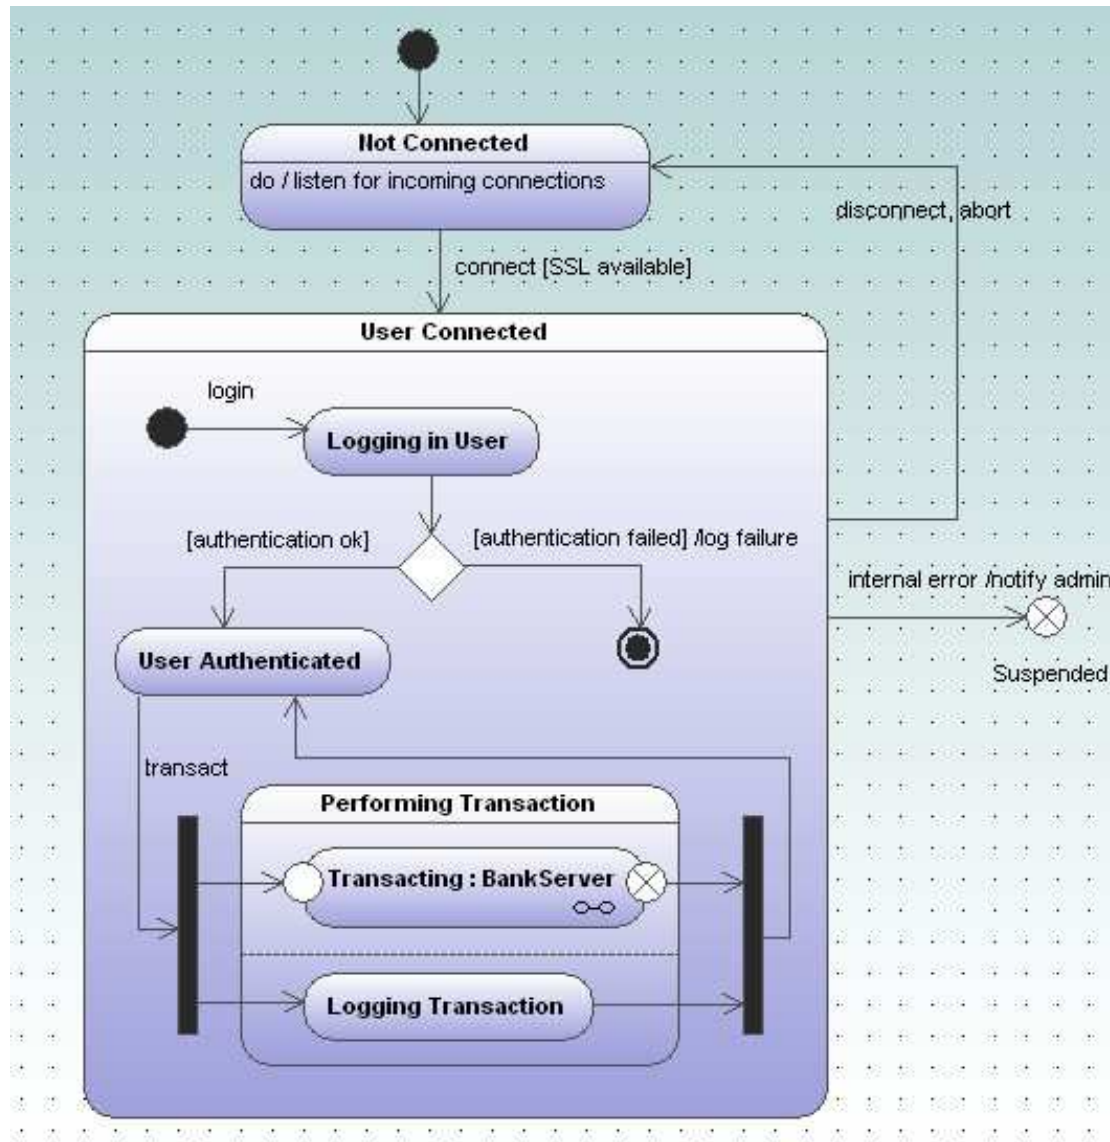 Not Connected
do / listen for incoming connections
disconnect, abort
connect [SSL available]
User Connected
login
Logging in User
[authentication ok]
[authentication failed] /log failure
internal error /notify admin
User Authenticated
Suspended
transact
Performing Transaction
Transacting : BankServer
Logging Transaction